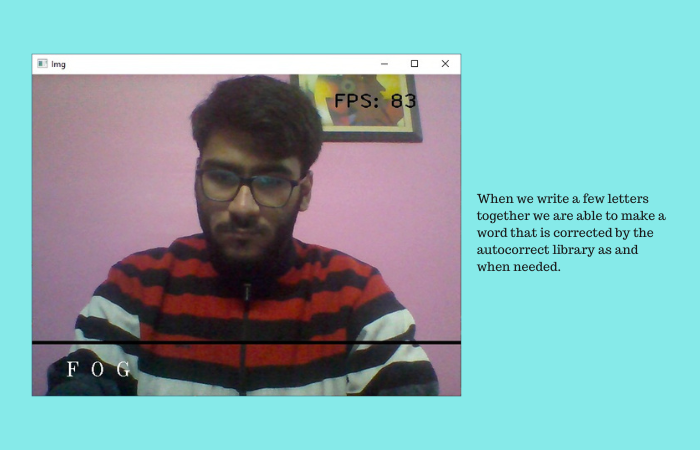 Img
FPS: 83
F O G
When we write a few letters
together we are able to make a
word that is corrected by the
autocorrect library as and
when needed.